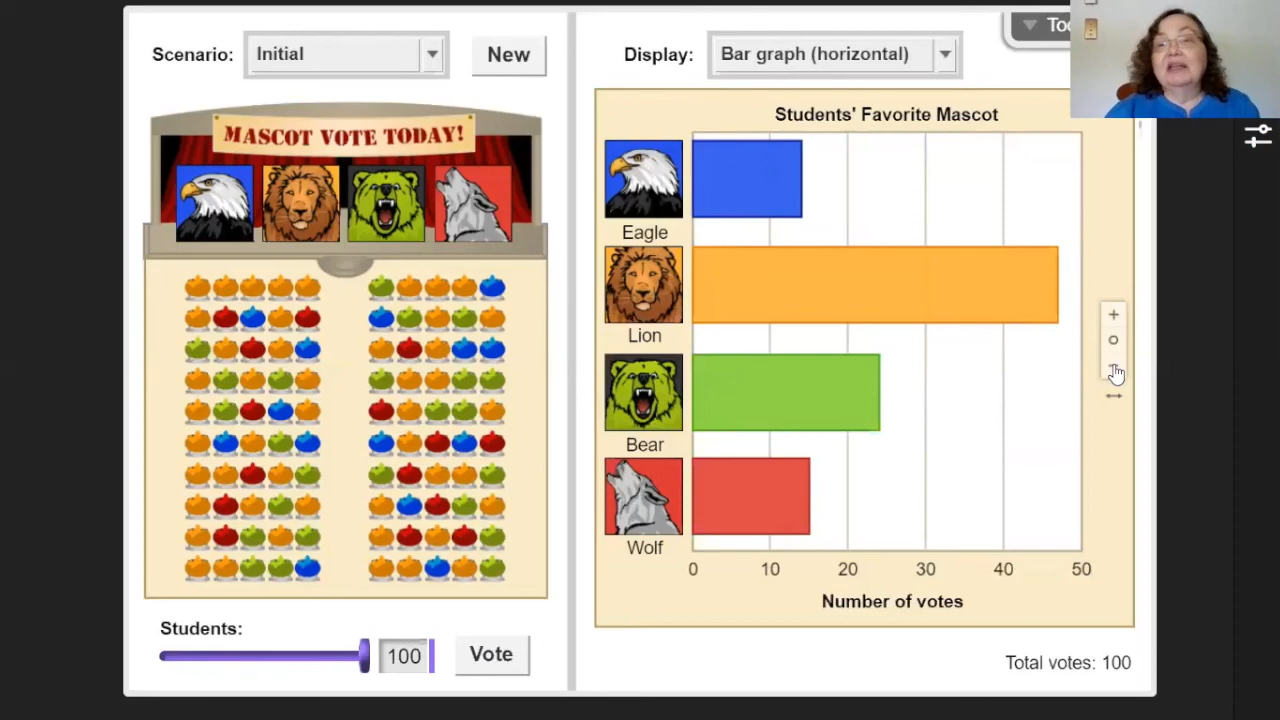 Scenario:
Initial
New
MASCOT VOTE TODAY!
Students:
100
Vote
Display:
Bar graph (horizontal)
Students' Favorite Mascot
Eagle
Lion
Bear
Wolf
0 10 20 30 40 50
Number of votes
Total votes: 100